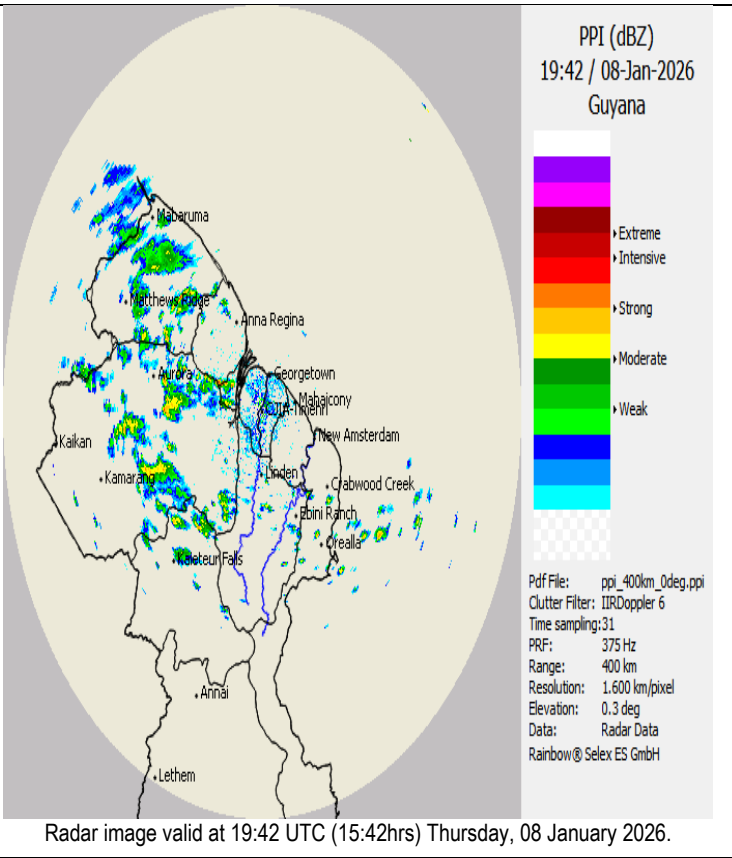 PPI (dBZ)
19:42 / 08-Jan-2026
Guyana
Extreme
Intensive
Strong
Moderate
Weak
Mabaruma
Matthews Ridge
Anna Regina
Aurora
Georgetown
Mahaicony
CJIA-Timehri
New Amsterdam
Kaikan
Kamarang
Linden
Crabwood Creek
Ebini Ranch
Orealla
Kaieteur Falls
Annai
Lethem
Pdf File: ppi_400km_0deg.ppi
Clutter Filter: IIRDoppler 6
Time sampling:31
PRF: 375 Hz
Range: 400 km
Resolution: 1.600 km/pixel
Elevation: 0.3 deg
Data: Radar Data
Rainbow® Selex ES GmbH
Radar image valid at 19:42 UTC (15:42hrs) Thursday, 08 January 2026.